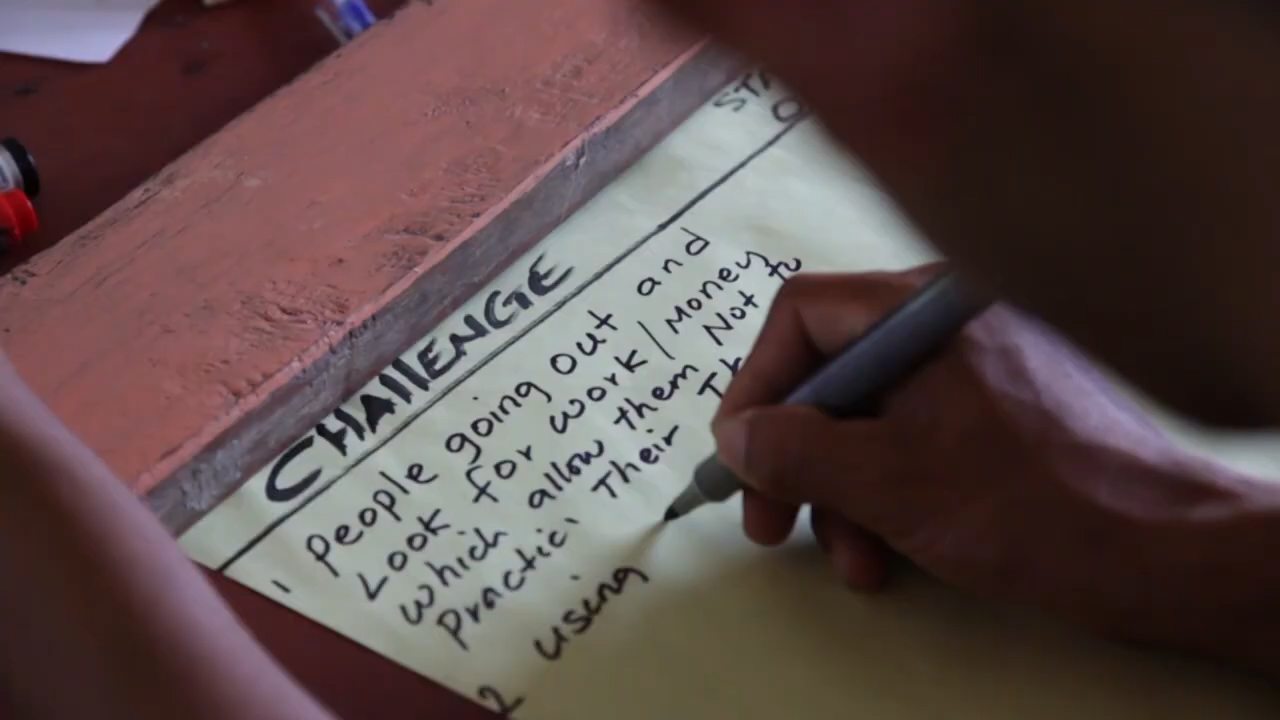 CHALLENGE
1 People going out and
Look for work/Money
which allow them Not to
Practic. Their
2 using